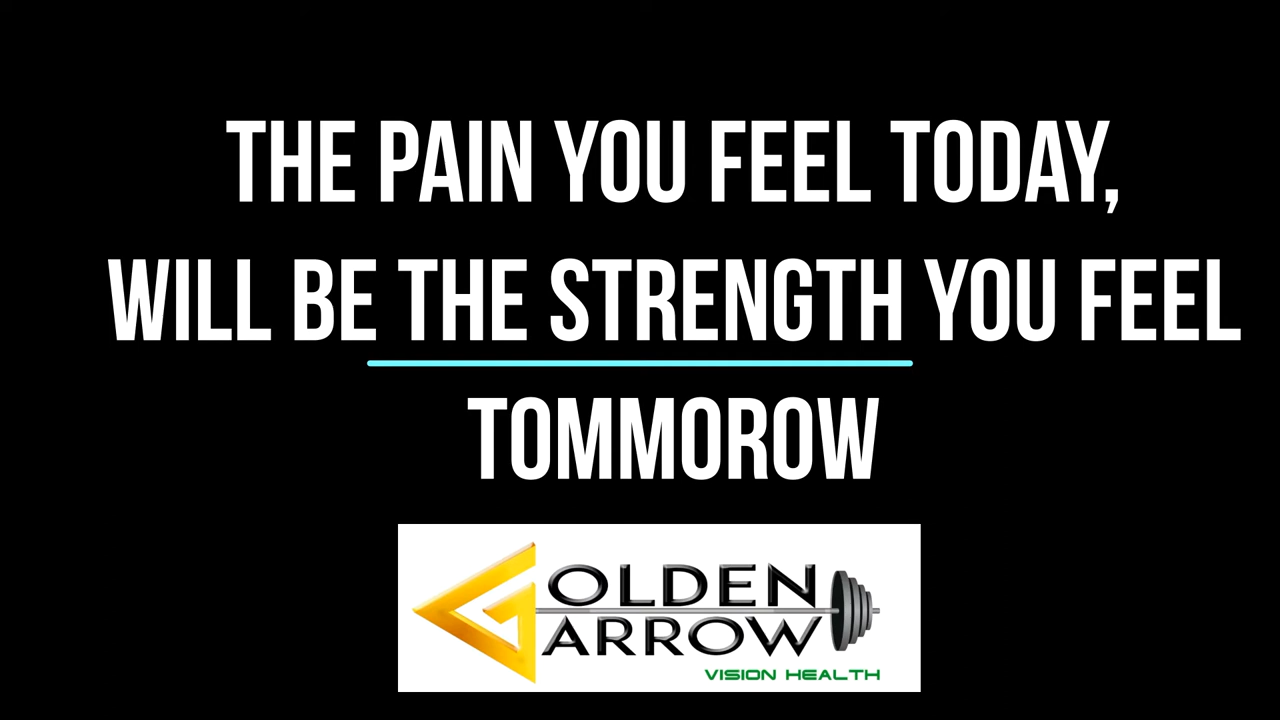 THE PAIN YOU FEEL TODAY,
WILL BE THE STRENGTH YOU FEEL
TOMMOROW
GOLDEN
ARROW
VISION HEALTH